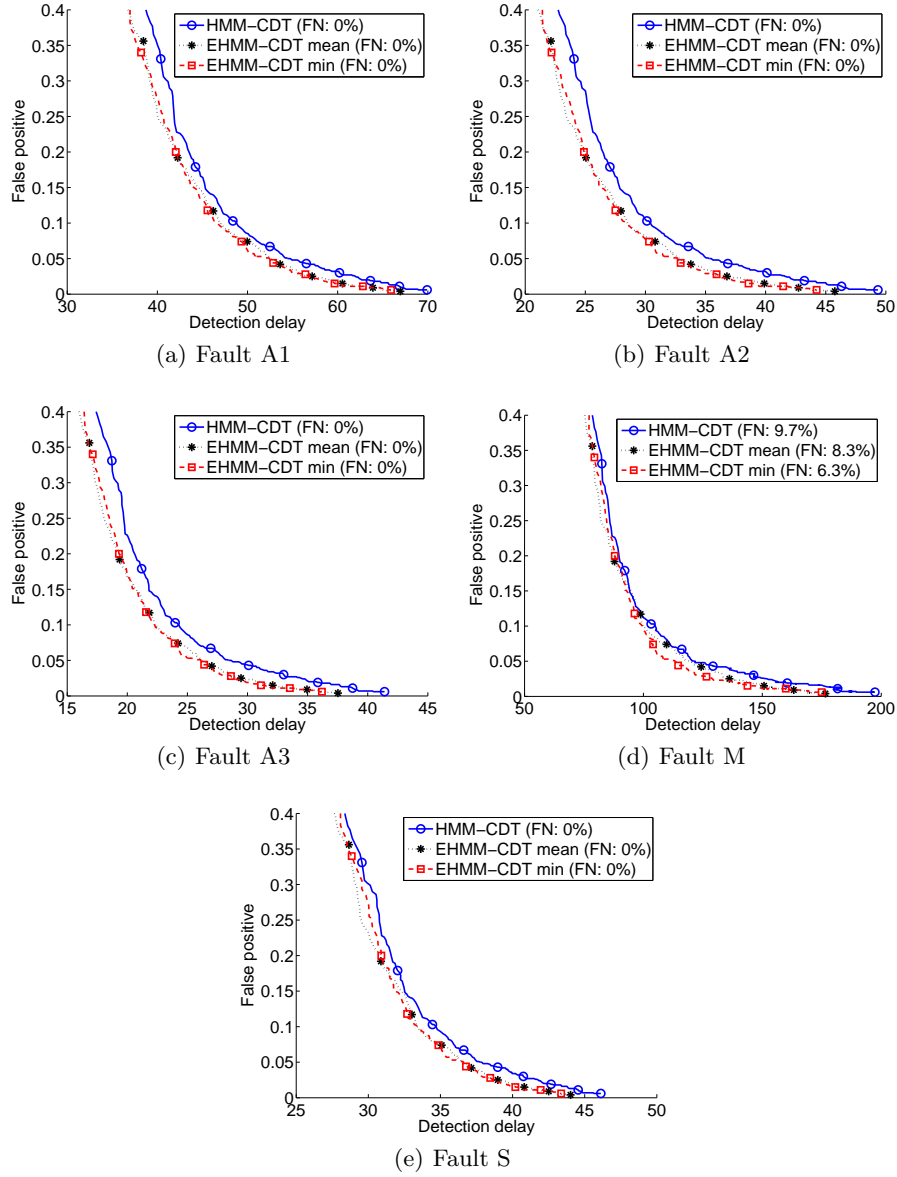 0.4
0.35
0.3
0.25
0.2
0.15
0.1
0.05
0
False positive
30 40 50 60 70
Detection delay
HMM−CDT (FN: 0%)
EHMM−CDT mean (FN: 0%)
EHMM−CDT min (FN: 0%)
(a) Fault A1
0.4
0.35
0.3
0.25
0.2
0.15
0.1
0.05
0
False positive
20 25 30 35 40 45 50
Detection delay
HMM−CDT (FN: 0%)
EHMM−CDT mean (FN: 0%)
EHMM−CDT min (FN: 0%)
(b) Fault A2
0.4
0.35
0.3
0.25
0.2
0.15
0.1
0.05
0
False positive
15 20 25 30 35 40 45
Detection delay
HMM−CDT (FN: 0%)
EHMM−CDT mean (FN: 0%)
EHMM−CDT min (FN: 0%)
(c) Fault A3
0.4
0.35
0.3
0.25
0.2
0.15
0.1
0.05
0
False positive
50 100 150 200
Detection delay
HMM−CDT (FN: 9.7%)
EHMM−CDT mean (FN: 8.3%)
EHMM−CDT min (FN: 6.3%)
(d) Fault M
0.4
0.35
0.3
0.25
0.2
0.15
0.1
0.05
0
False positive
25 30 35 40 45 50
Detection delay
HMM−CDT (FN: 0%)
EHMM−CDT mean (FN: 0%)
EHMM−CDT min (FN: 0%)
(e) Fault S